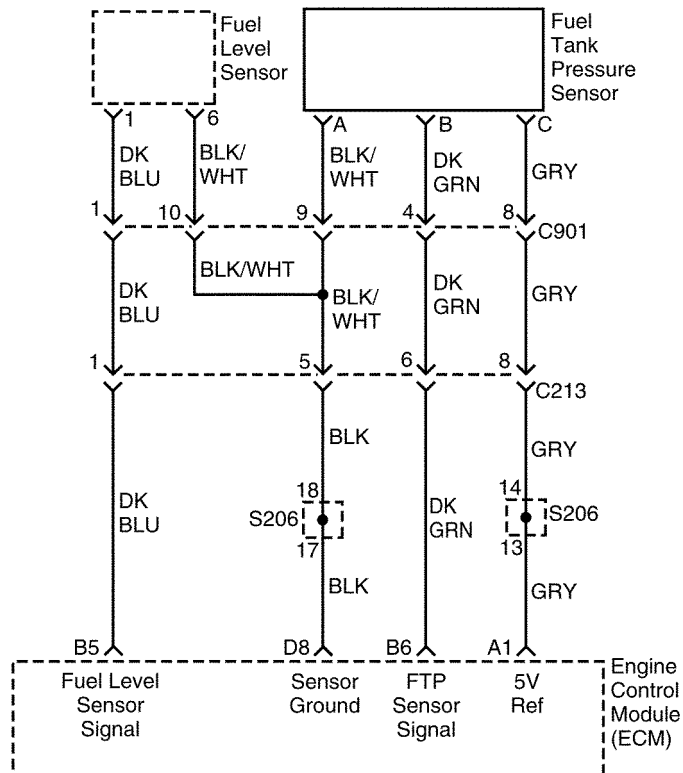 Fuel
Level
Sensor
Fuel
Tank
Pressure
Sensor
1
6
A
B
C
DK
BLU
BLK/
WHT
BLK/
WHT
DK
GRN
GRY
1
10
9
4
8
C901
BLK/WHT
DK
BLU
BLK/
WHT
DK
GRN
GRY
1
5
6
8
C213
BLK
GRY
DK
BLU
18
S206
17
DK
GRN
14
S206
13
BLK
GRY
B5
D8
B6
A1
Fuel Level
Sensor
Signal
Sensor
Ground
FTP
Sensor
Signal
5V
Ref
Engine
Control
Module
(ECM)